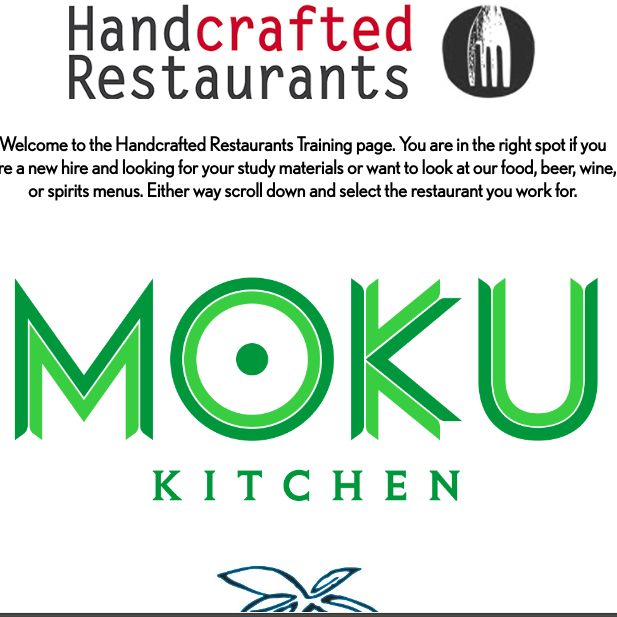 Handcrafted
Restaurants
Welcome to the Handcrafted Restaurants Training page. You are in the right spot if you
re a new hire and looking for your study materials or want to look at our food, beer, wine,
or spirits menus. Either way scroll down and select the restaurant you work for.
MOKU
KITCHEN